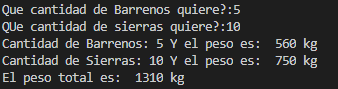 Que cantidad de Barrenos quiere?:5
QUe cantidad de sierras quiere?:10
Cantidad de Barrenos: 5 Y el peso es:  560 kg
Cantidad de Sierras: 10 Y el peso es:  750 kg
El peso total es:  1310 kg